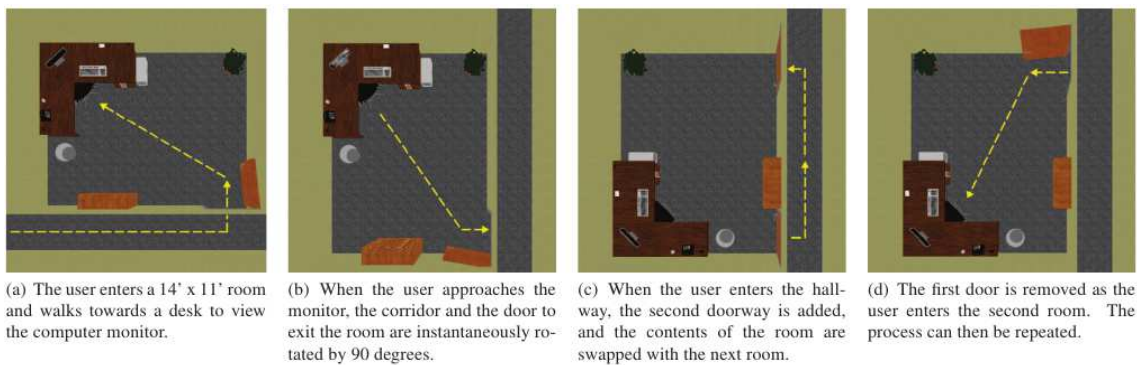 (a) The user enters a 14' x 11' room
and walks towards a desk to view
the computer monitor.
(b) When the user approaches the
monitor, the corridor and the door to
exit the room are instantaneously ro-
tated by 90 degrees.
(c) When the user enters the hall-
way, the second doorway is added,
and the contents of the room are
swapped with the next room.
(d) The first door is removed as the
user enters the second room. The
process can then be repeated.